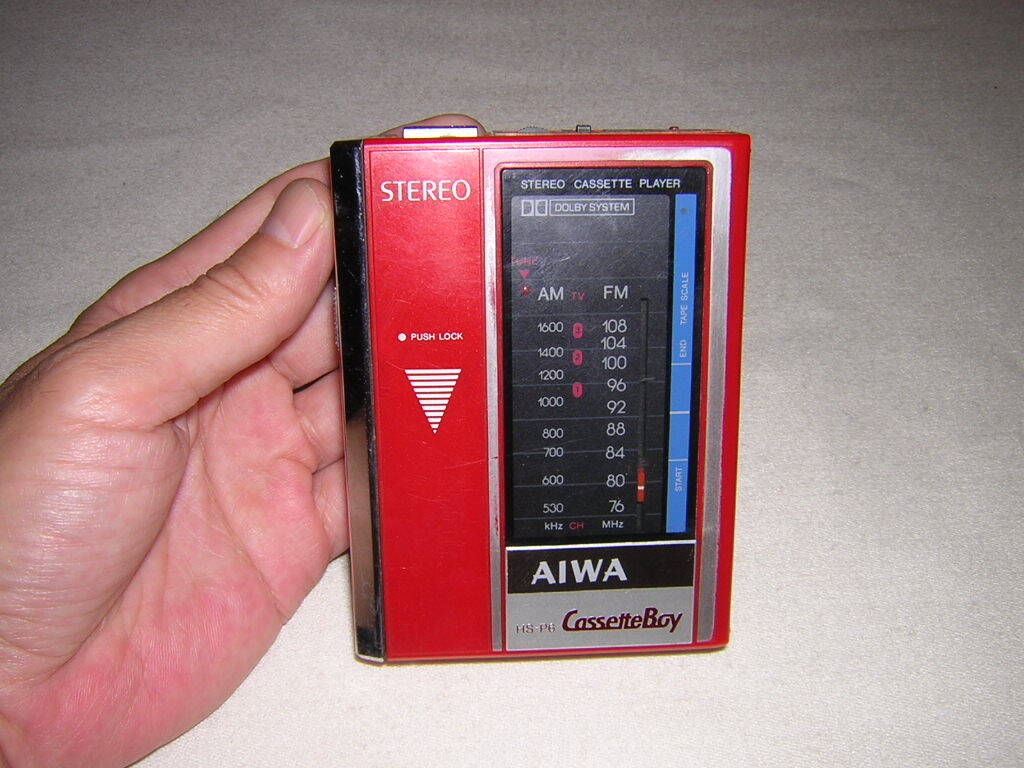 STEREO
PUSH LOCK
STEREO CASSETTE PLAYER
DOLBY SYSTEM
TUNE
AM TV FM
1600 3 108
104
1400 2 100
1200
1 96
1000
92
800 88
700 84
600 80
530 76
kHz CH MHz
END TAPE SCALE
START
AIWA
HS-P6 CassetteBoy